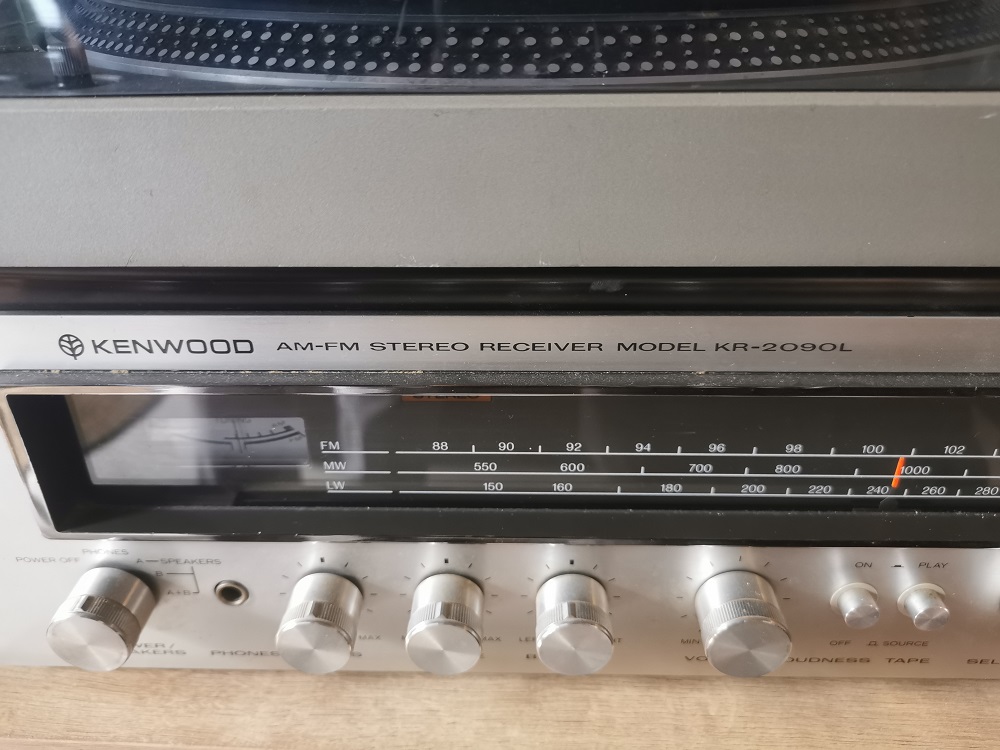 KENWOOD AM-FM STEREO RECEIVER MODEL KR-2090L
STEREO
FM 88 90 92 94 96 98 100 102
MW 550 600 700 800 1000
LW 150 160 180 200 220 240 260 280
POWER OFF PHONES A SPEAKERS ON PLAY
B
A+B
MAX MAX MIN OFF SOURCE
PHONES LOUDNESS TAPE